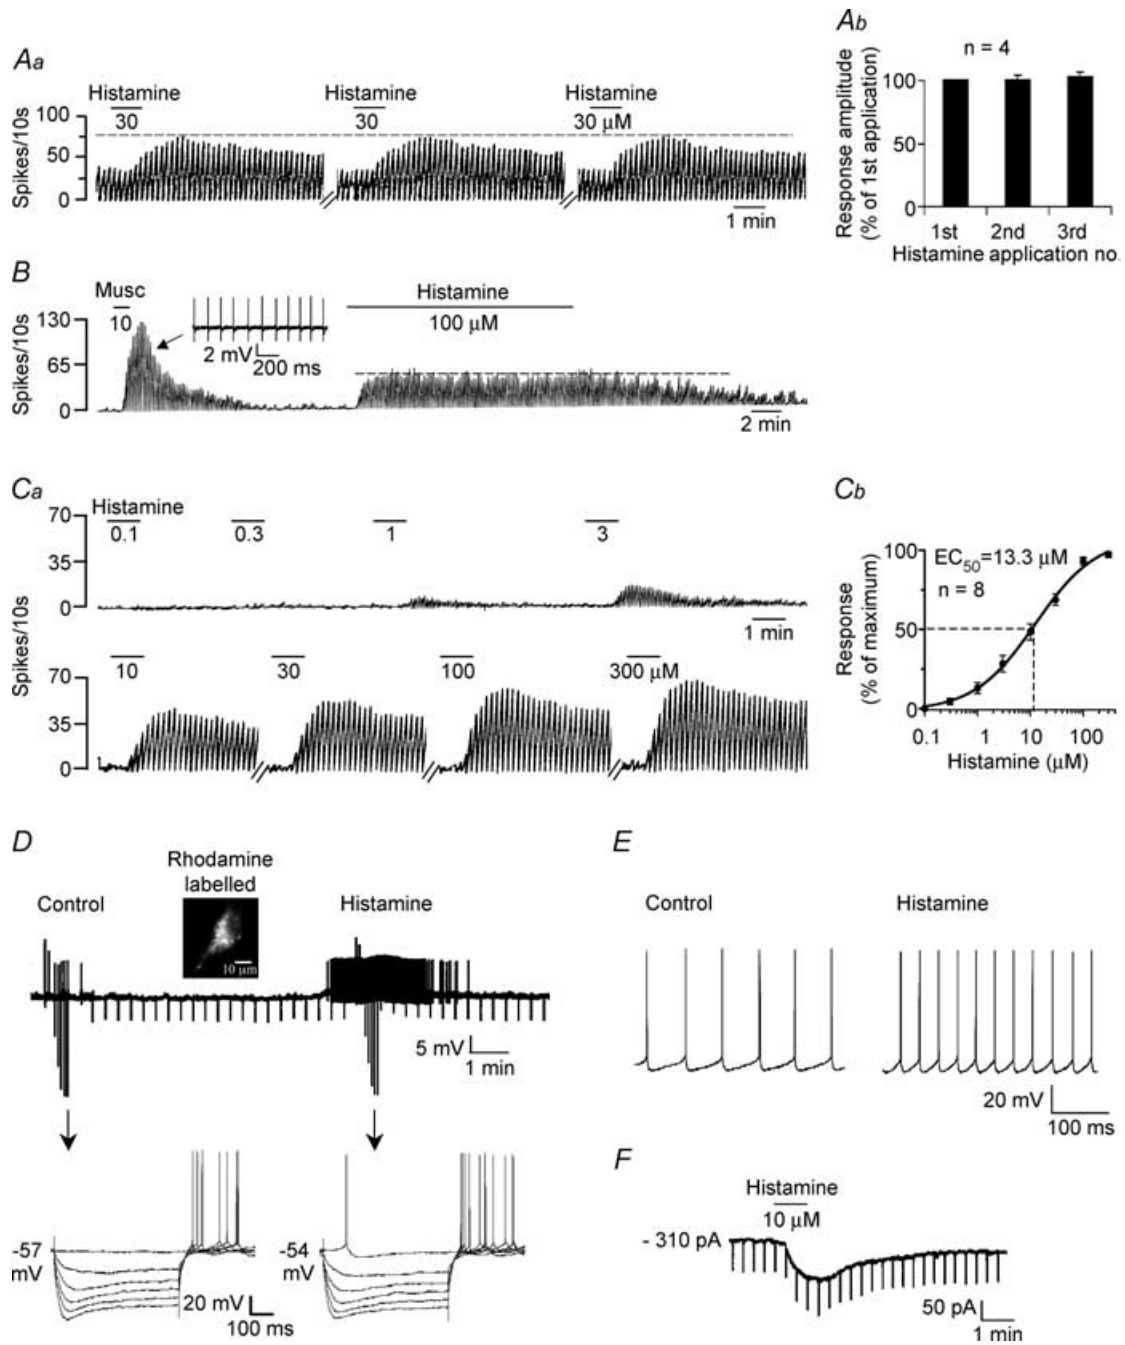 Aa
Histamine Histamine Histamine
30 30 30 μM
100
50
0
Spikes/10s
1 min
Ab
n = 4
100
50
0
Response amplitude
(% of 1st application)
1st 2nd 3rd
Histamine application no.
B
Musc
10
Histamine
100 μM
130
65
0
Spikes/10s
2 mV
200 ms
2 min
Ca
Histamine
0.1 0.3 1 3
70
35
0
1 min
Spikes/10s
10 30 100 300 μM
70
35
0
Cb
EC50=13.3 μM
n = 8
100
50
0
Response
(% of maximum)
0.1 1 10 100
Histamine (μM)
D
Rhodamine
labelled
Control Histamine
10 μm
5 mV
1 min
-57
mV
-54
mV
20 mV
100 ms
E
Control Histamine
20 mV
100 ms
F
Histamine
10 μM
- 310 pA
50 pA
1 min